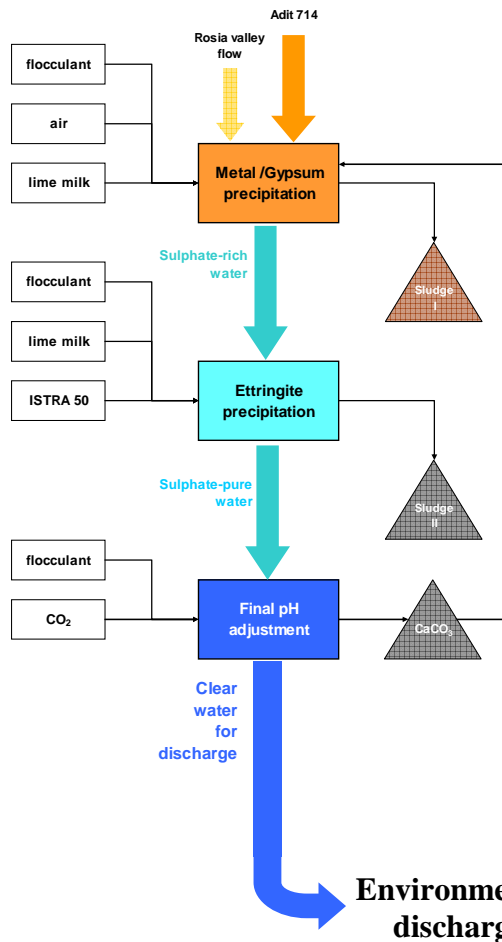 Adit 714
Rosia valley
flow
flocculant
air
lime milk
Metal /Gypsum
precipitation
Sulphate-rich
water
Sludge
I
flocculant
lime milk
ISTRA 50
Ettringite
precipitation
Sulphate-pure
water
Sludge
II
flocculant
CO₂
Final pH
adjustment
CaCO₃
Clear
water
for
discharge
Environme
discharg